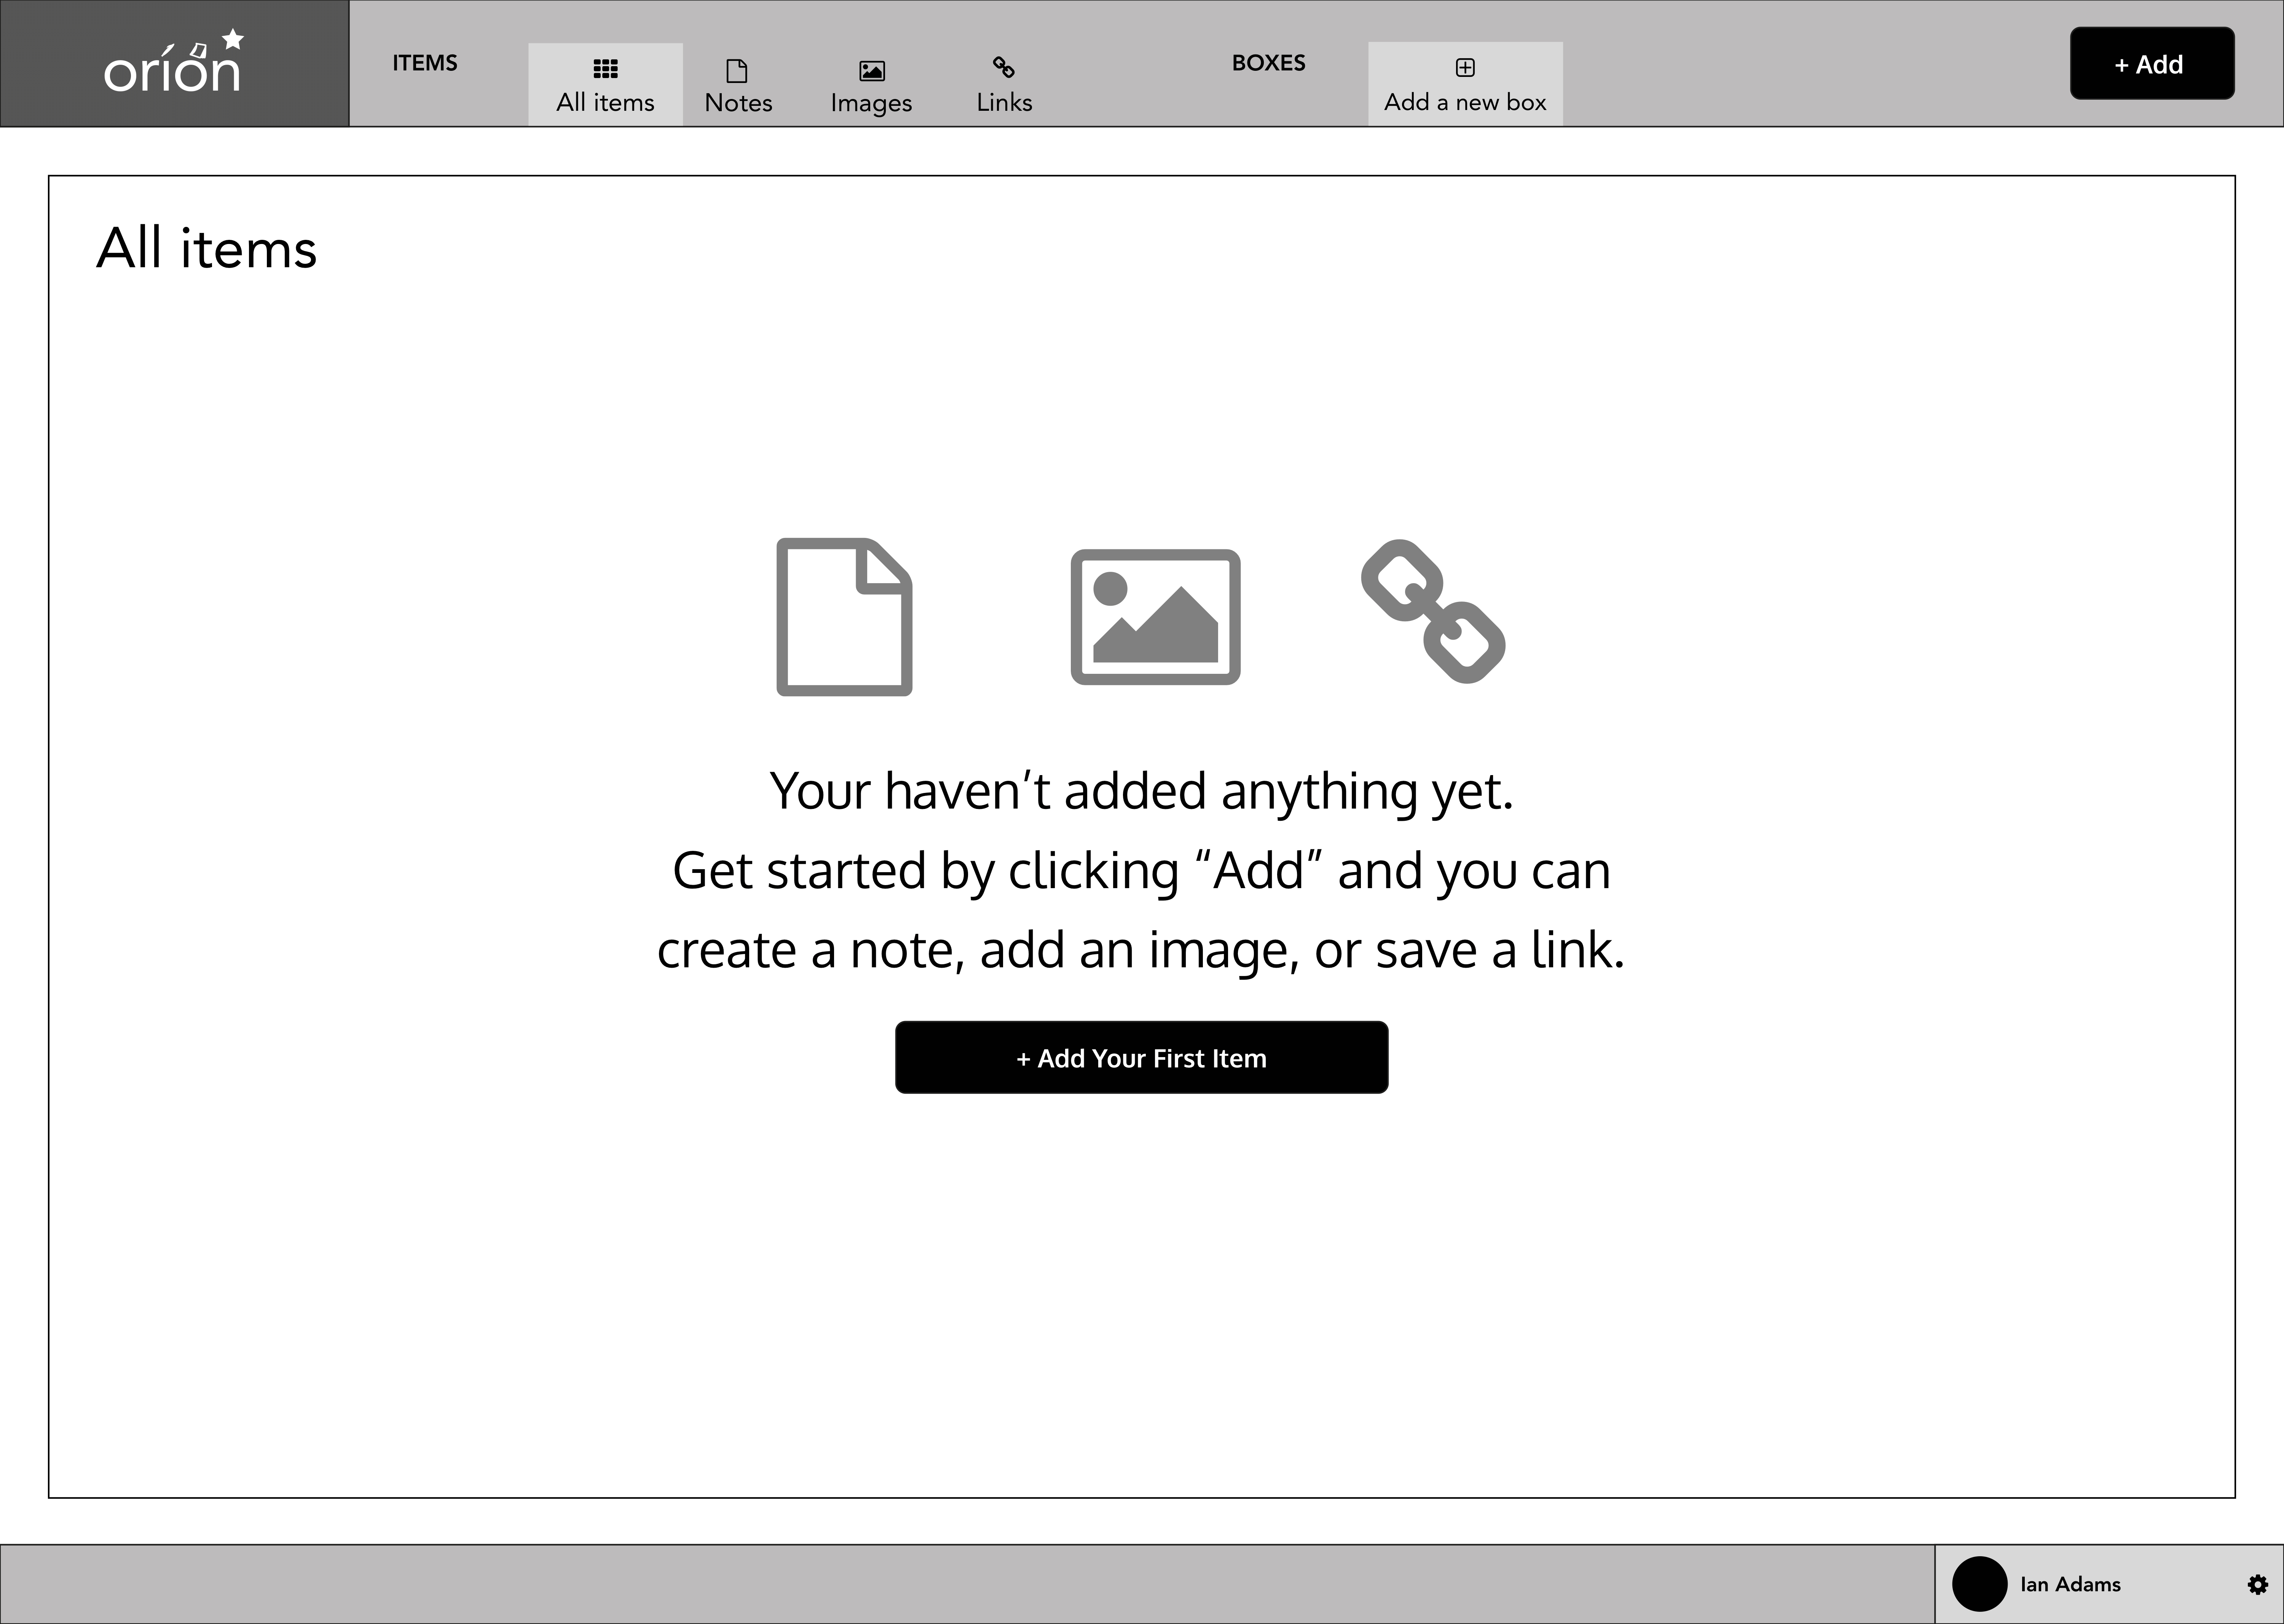 orion
ITEMS
All items
Notes
Images
Links
BOXES
Add a new box
+ Add
All items
Your haven’t added anything yet.
Get started by clicking “Add” and you can
create a note, add an image, or save a link.
+ Add Your First Item
Ian Adams